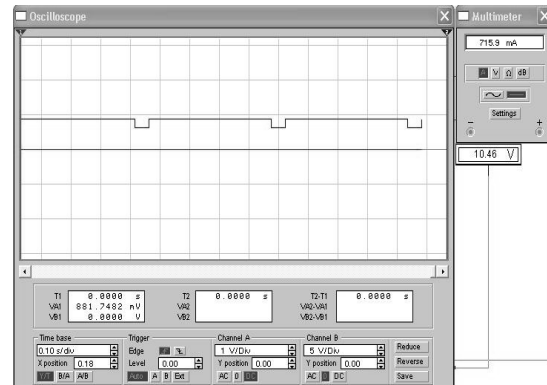 Oscilloscope
Multimeter
715.9 mA
A V Ω dB
Settings
- +
10.46 V
T1 0.0000 s
VA1 881.7482 mV
VB1 0.0000 V
T2 0.0000 s
VA2
VB2
T2-T1 0.0000 s
VA2-VA1
VB2-VB1
Time base
0.10 s/div
X position 0.18
Y/T B/A A/B
Trigger
Edge
Level 0.00
Auto A B Ext
Channel A
1 V/Div
Y position 0.00
AC 0 DC
Channel B
5 V/Div
Y position 0.00
AC 0 DC
Reduce
Reverse
Save